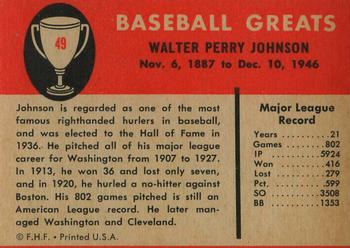 49
BASEBALL GREATS
WALTER PERRY JOHNSON
Nov. 6, 1887 to Dec. 10, 1946
Johnson is regarded as one of the most
famous righthanded hurlers in baseball,
and was elected to the Hall of Fame in
1936. He pitched all of his major league
career for Washington from 1907 to 1927.
In 1913, he won 36 and lost only seven,
and in 1920, he hurled a no-hitter against
Boston. His 802 games pitched is still an
American League record. He later man-
aged Washington and Cleveland.
© F.H.F. • Printed U.S.A.
Major League
Record
Years 21
Games 802
IP 5924
Won 416
Lost 279
Pct. .599
SO 3508
BB 1353